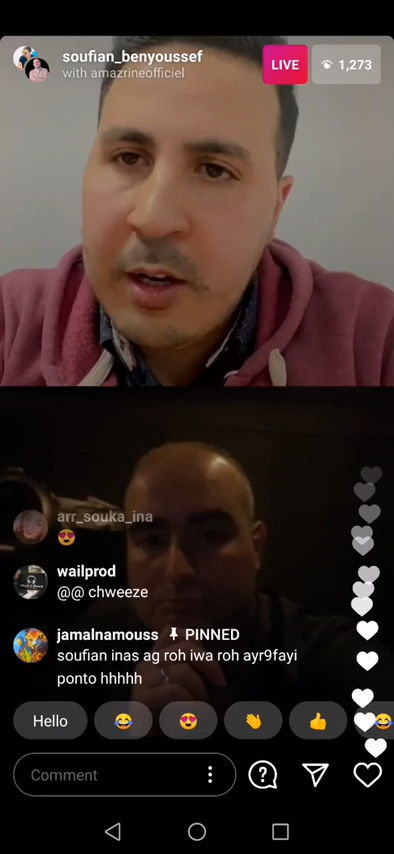 soufian_benyoussef
with amazrineofficiel
LIVE
1,273
arr_souka_ina
😍
wailprod
@@ chweeze
jamalnamouss PINNED
soufian inas ag roh iwa roh ayr9fayi
ponto hhhhh
Hello 😂 😍 👏 👍 😂
Comment